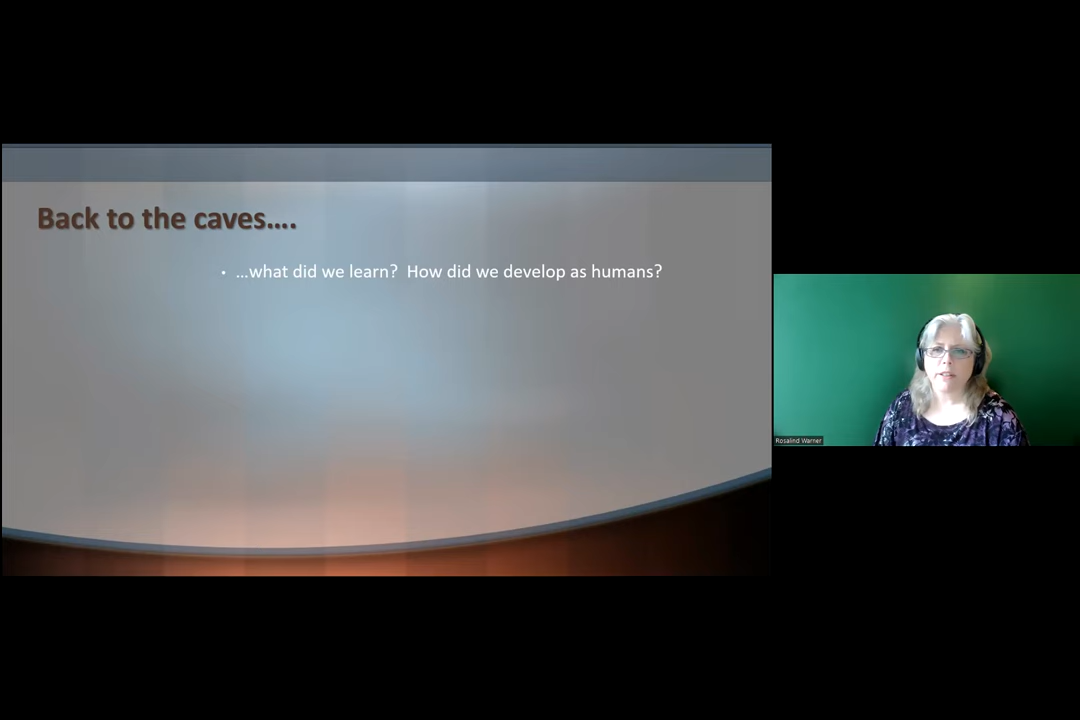 Back to the caves....
• ...what did we learn?  How did we develop as humans?
Rosalind Warner